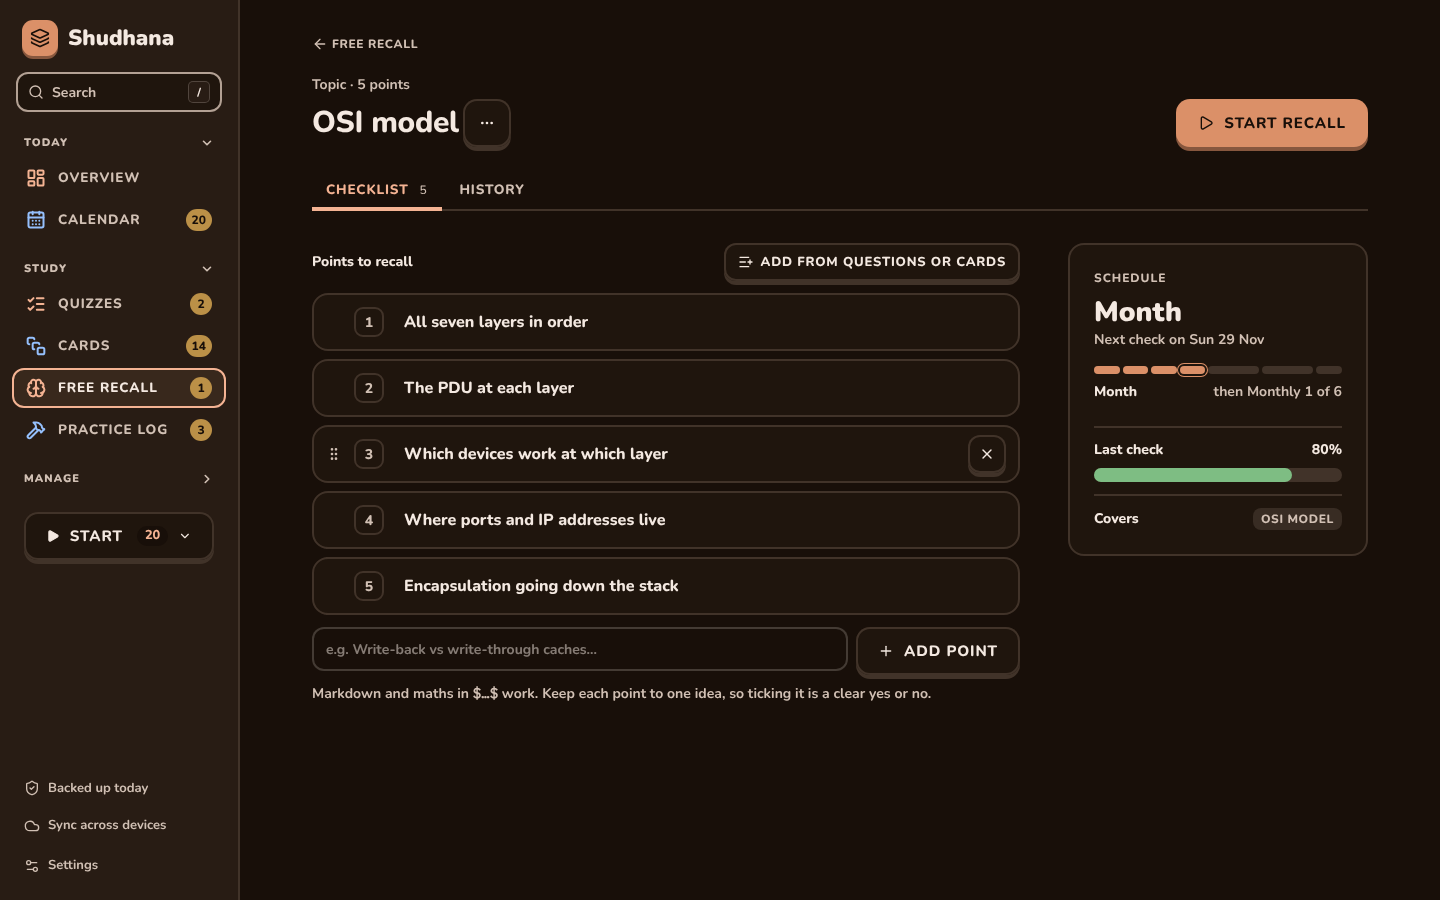 Shudhana
Search /
TODAY
OVERVIEW
CALENDAR 20
STUDY
QUIZZES 2
CARDS 14
FREE RECALL 1
PRACTICE LOG 3
MANAGE
START 20
Backed up today
Sync across devices
Settings
FREE RECALL
Topic · 5 points
OSI model ...
START RECALL
CHECKLIST 5 HISTORY
Points to recall
ADD FROM QUESTIONS OR CARDS
1 All seven layers in order
2 The PDU at each layer
3 Which devices work at which layer
4 Where ports and IP addresses live
5 Encapsulation going down the stack
e.g. Write-back vs write-through caches...
ADD POINT
Markdown and maths in $...$ work. Keep each point to one idea, so ticking it is a clear yes or no.
SCHEDULE
Month
Next check on Sun 29 Nov
Month then Monthly 1 of 6
Last check 80%
Covers OSI MODEL